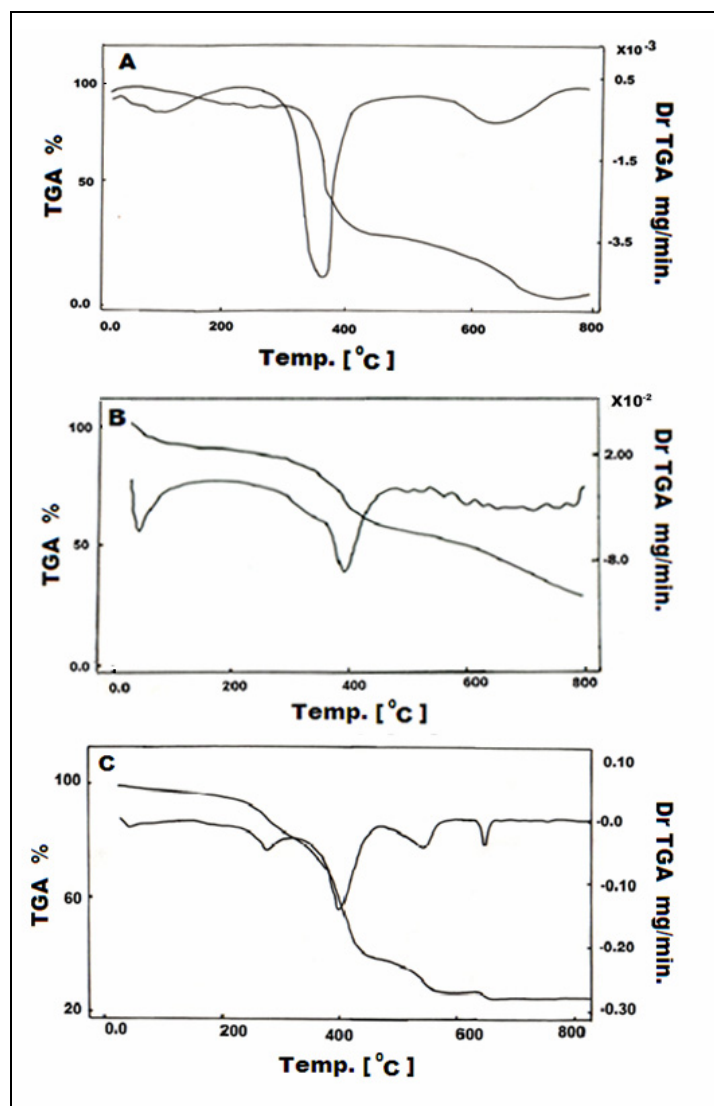 A
X10-3
100
0.5
50
-1.5
-3.5
0.0
TGA %
Dr TGA mg/min.
0.0 200 400 600 800
Temp. [ oC]
B
X10-2
100
2.00
50
-8.0
0.0
TGA %
Dr TGA mg/min.
0.0 200 400 600 800
Temp. [ oC]
C
0.10
100
-0.0
60
-0.10
-0.20
20
-0.30
TGA %
Dr TGA mg/min.
0.0 200 400 600 800
Temp. [ oC]